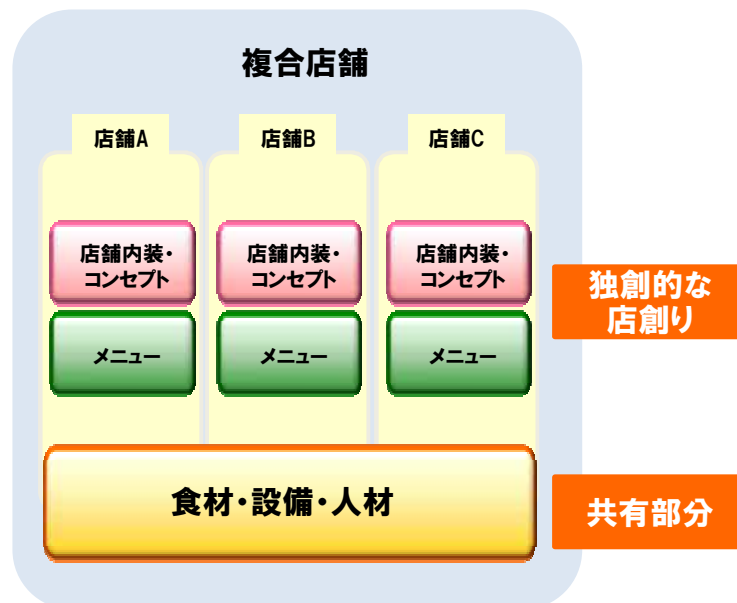 複合店舗
店舗A
店舗B
店舗C
店舗内装・
コンセプト
店舗内装・
コンセプト
店舗内装・
コンセプト
独創的な
店創り
メニュー
メニュー
メニュー
食材・設備・人材
共有部分